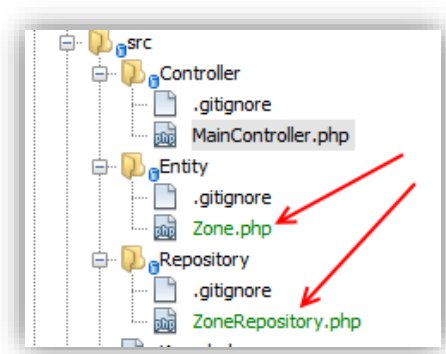 src
Controller
.gitignore
MainController.php
Entity
.gitignore
Zone.php
Repository
.gitignore
ZoneRepository.php